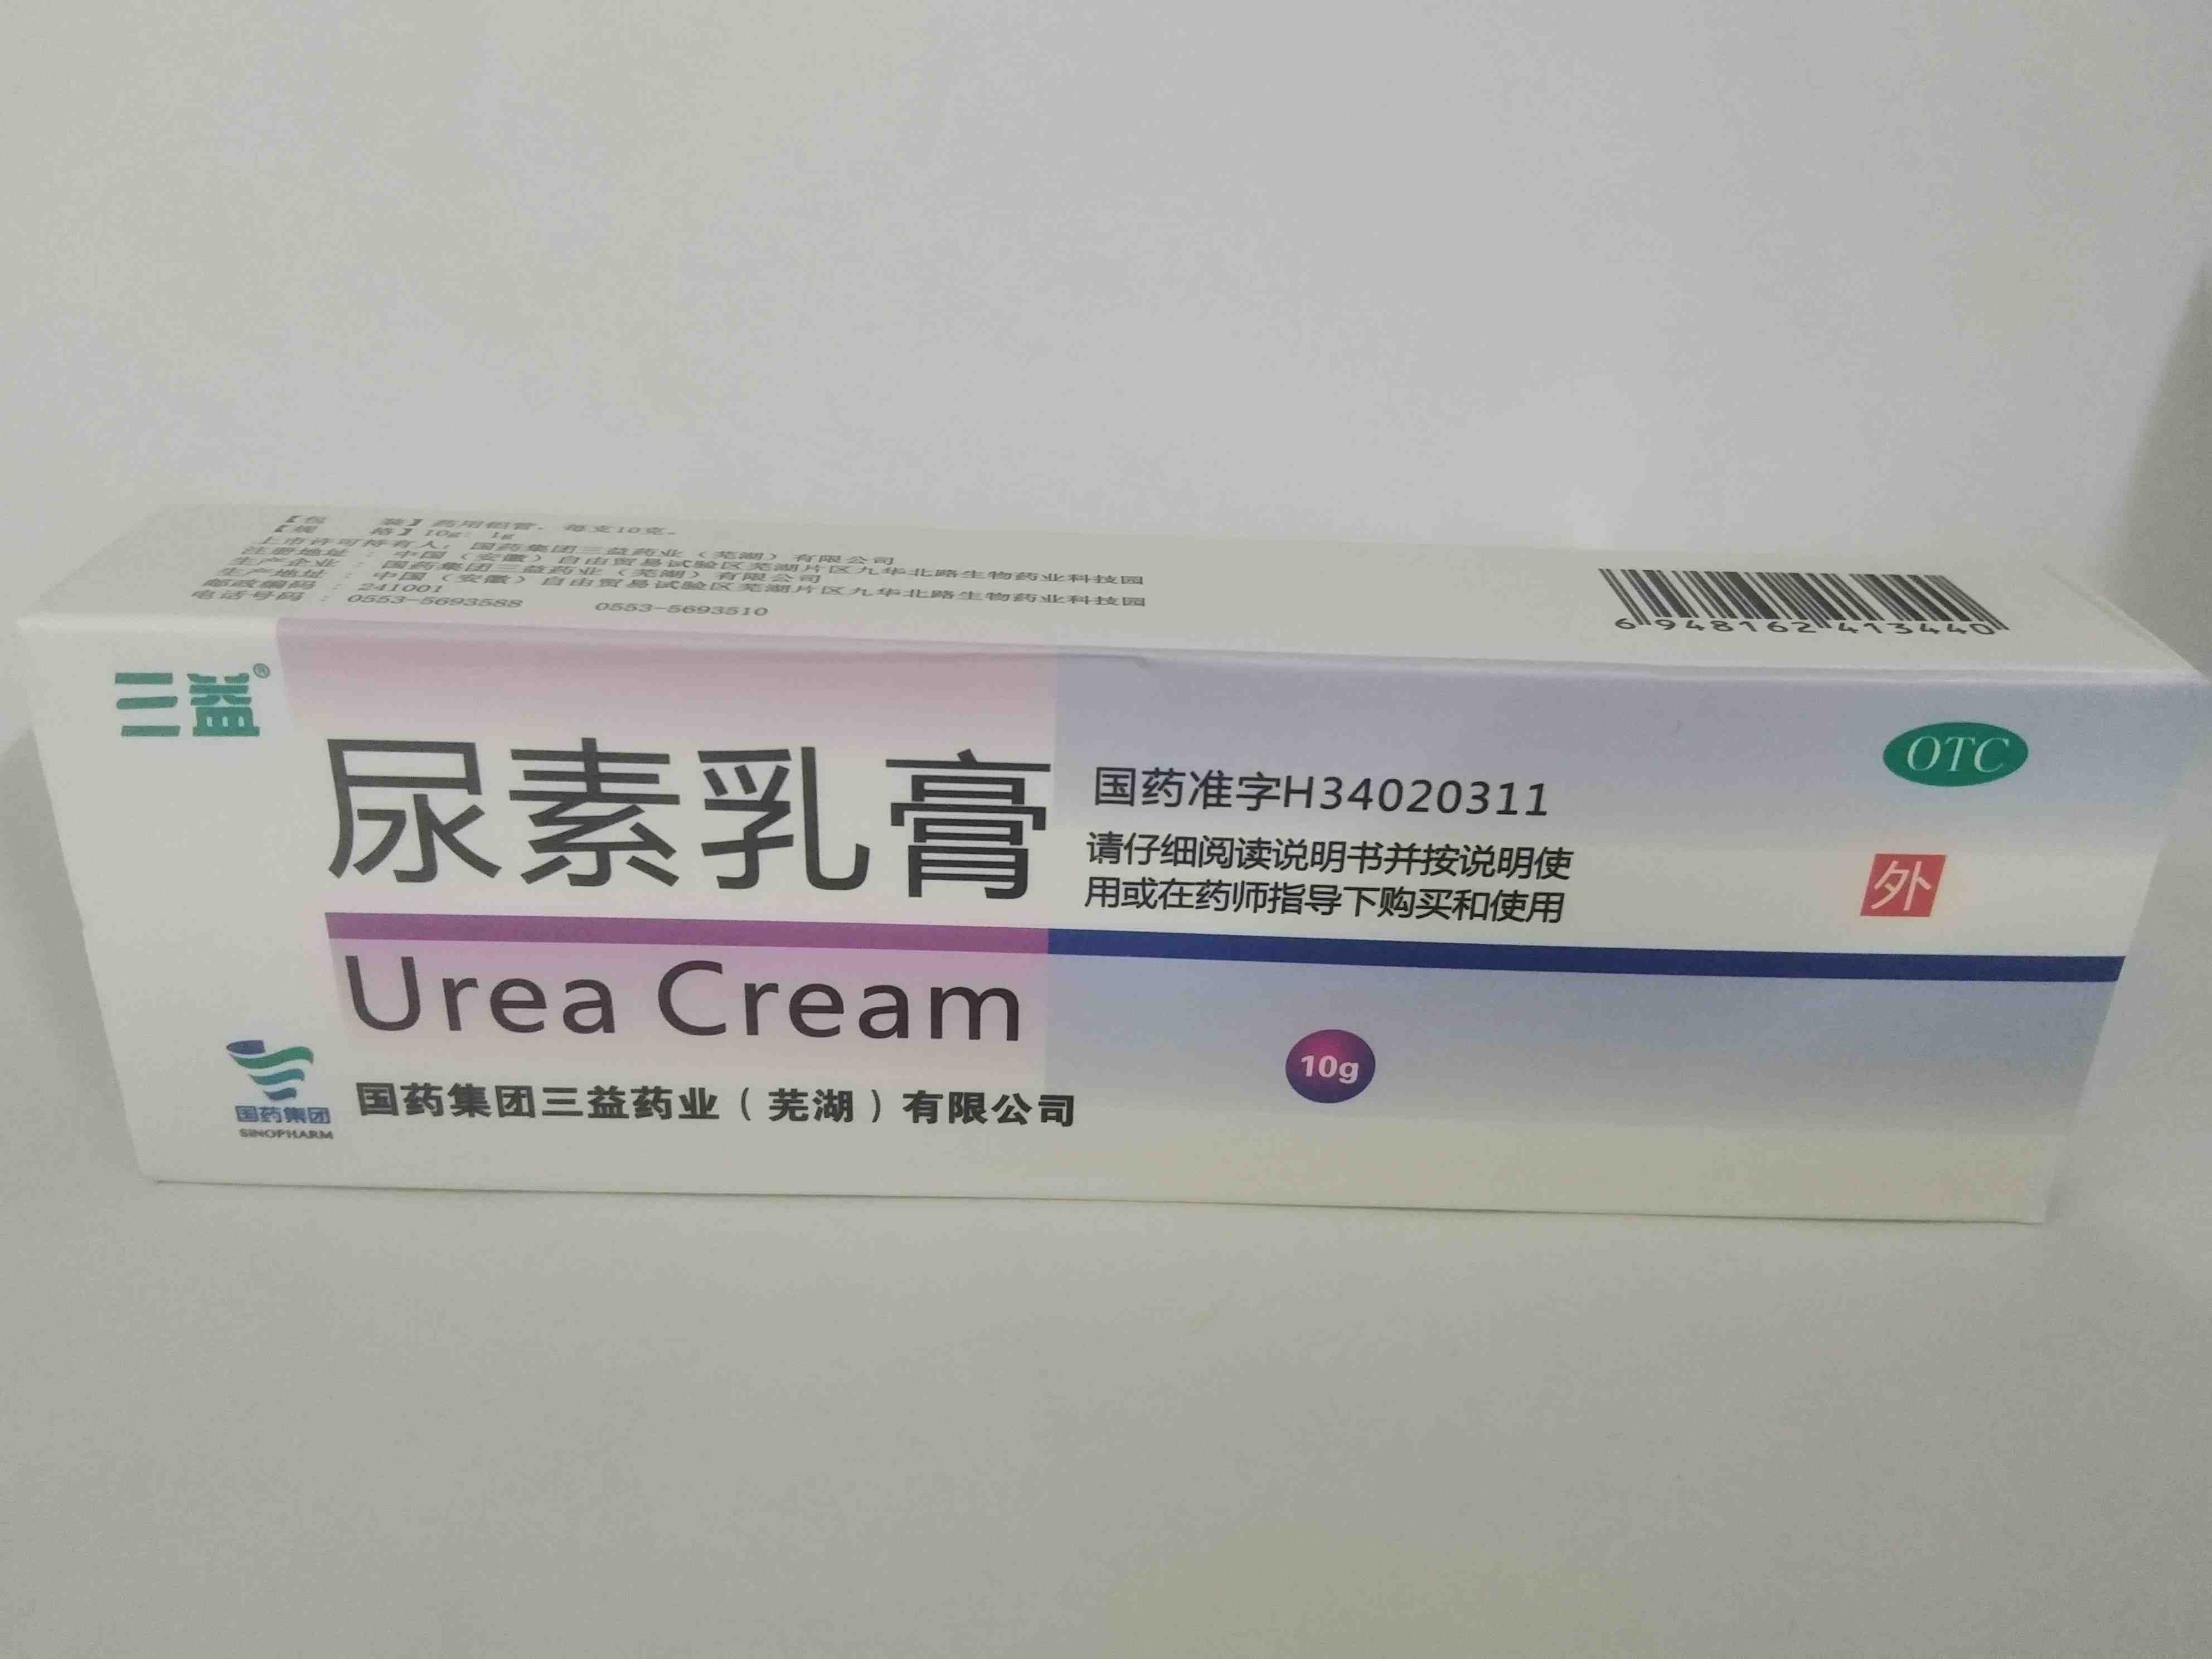 【包 装】药用铝管，每支10克。
【规 格】10g：1g
上市许可持有人：国药集团三益药业（芜湖）有限公司
注册地址：中国（安徽）自由贸易试验区芜湖片区九华北路生物药业科技园
生产企业：国药集团三益药业（芜湖）有限公司
生产地址：中国（安徽）自由贸易试验区芜湖片区九华北路生物药业科技园
邮政编码：241001
电话号码：0553-5693588 0553-5693510
6 948162 413440
三益®
尿素乳膏
Urea Cream
国药准字H34020311
请仔细阅读说明书并按说明使
用或在药师指导下购买和使用
OTC
外
10g
国药集团
SINOPHARM
国药集团三益药业（芜湖）有限公司